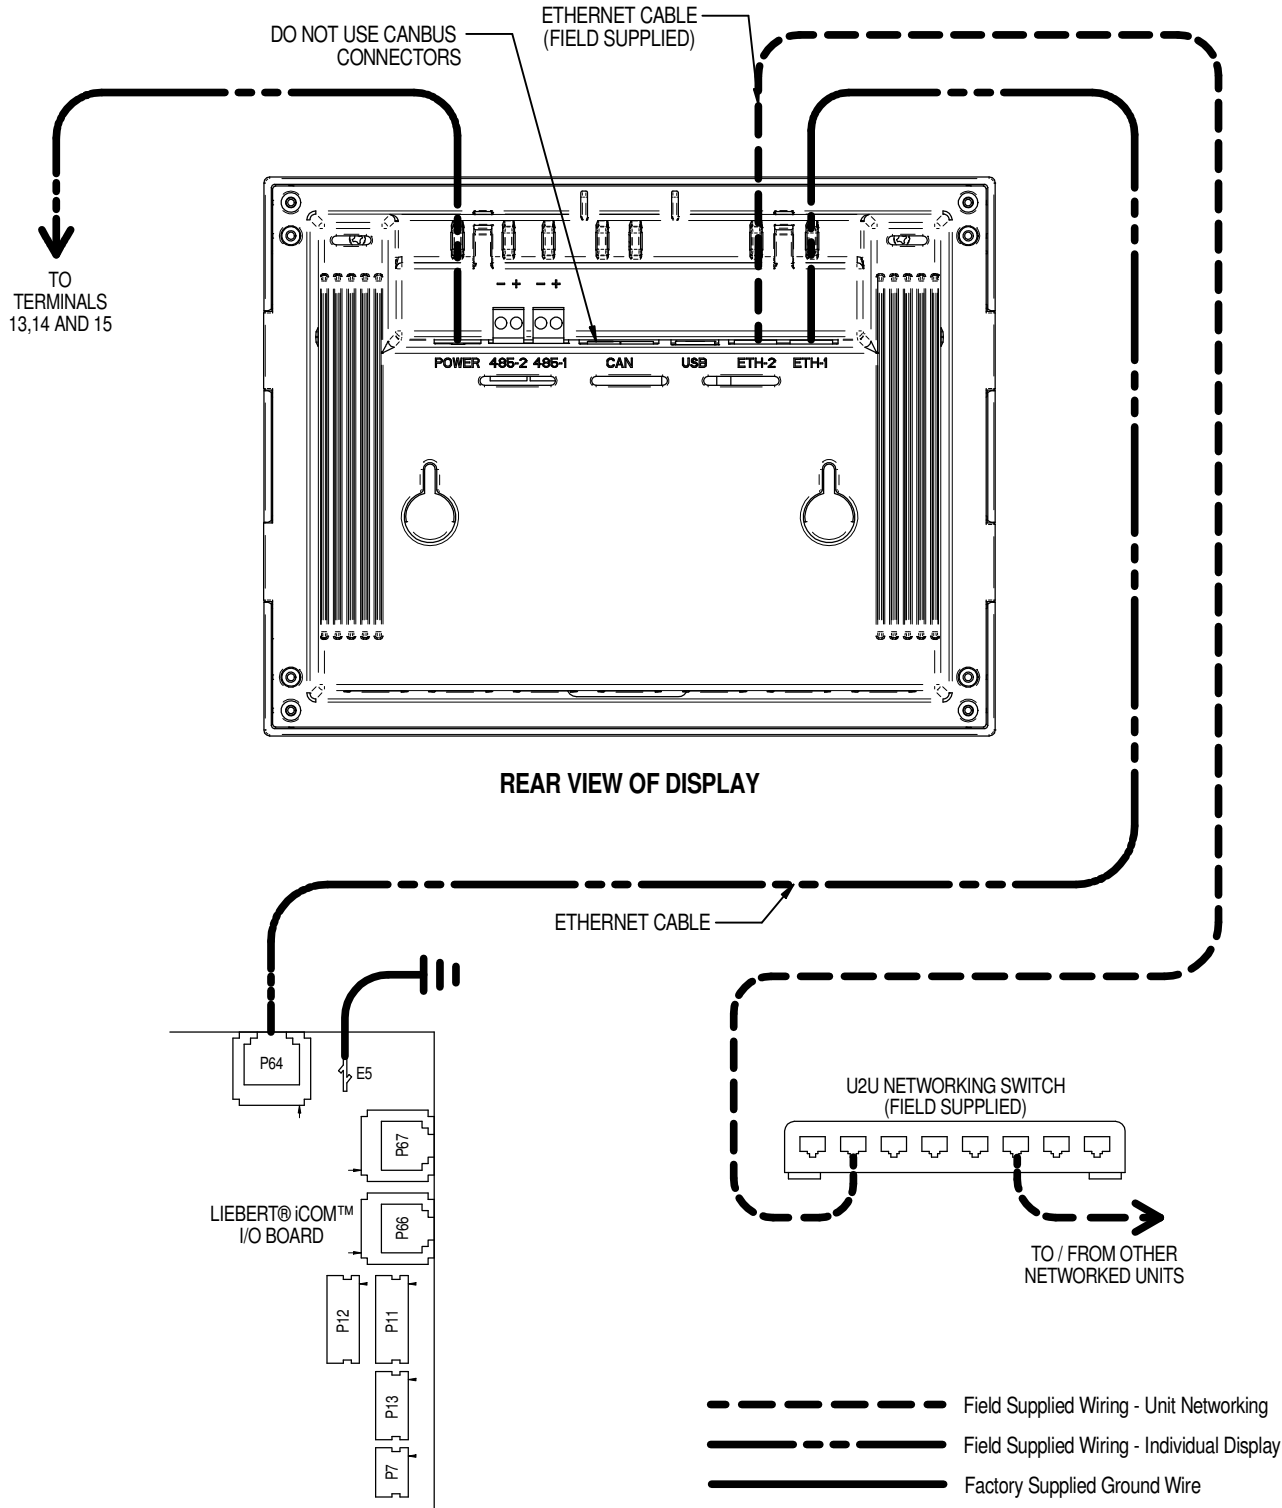 ETHERNET CABLE
(FIELD SUPPLIED)
DO NOT USE CANBUS
CONNECTORS
TO
TERMINALS
13,14 AND 15
- + - +
POWER 485-2 485-1 CAN USB ETH-2 ETH-1
REAR VIEW OF DISPLAY
ETHERNET CABLE
P64
E5
P67
P66
LIEBERT® iCOM™
I/O BOARD
P12
P11
P13
P7
U2U NETWORKING SWITCH
(FIELD SUPPLIED)
TO / FROM OTHER
NETWORKED UNITS
Field Supplied Wiring - Unit Networking
Field Supplied Wiring - Individual Display
Factory Supplied Ground Wire